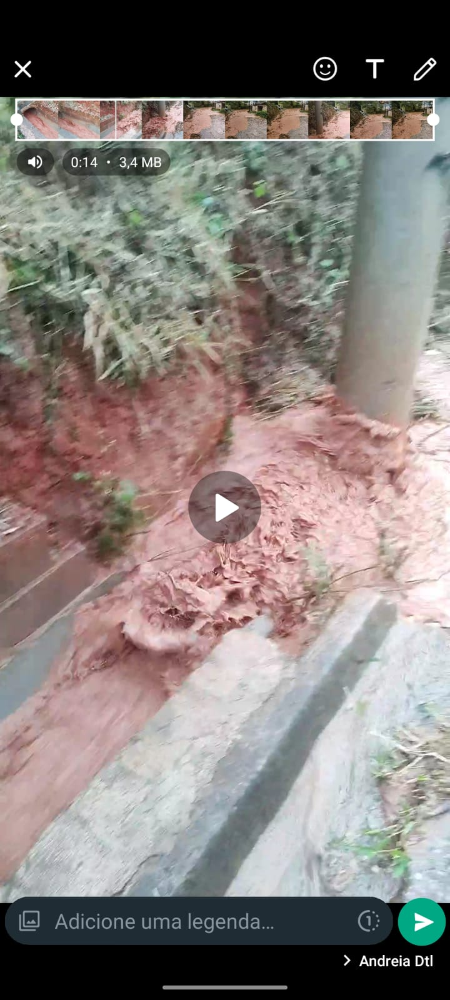 T
0:14 • 3,4 MB
Adicione uma legenda...
1
Andreia Dtl